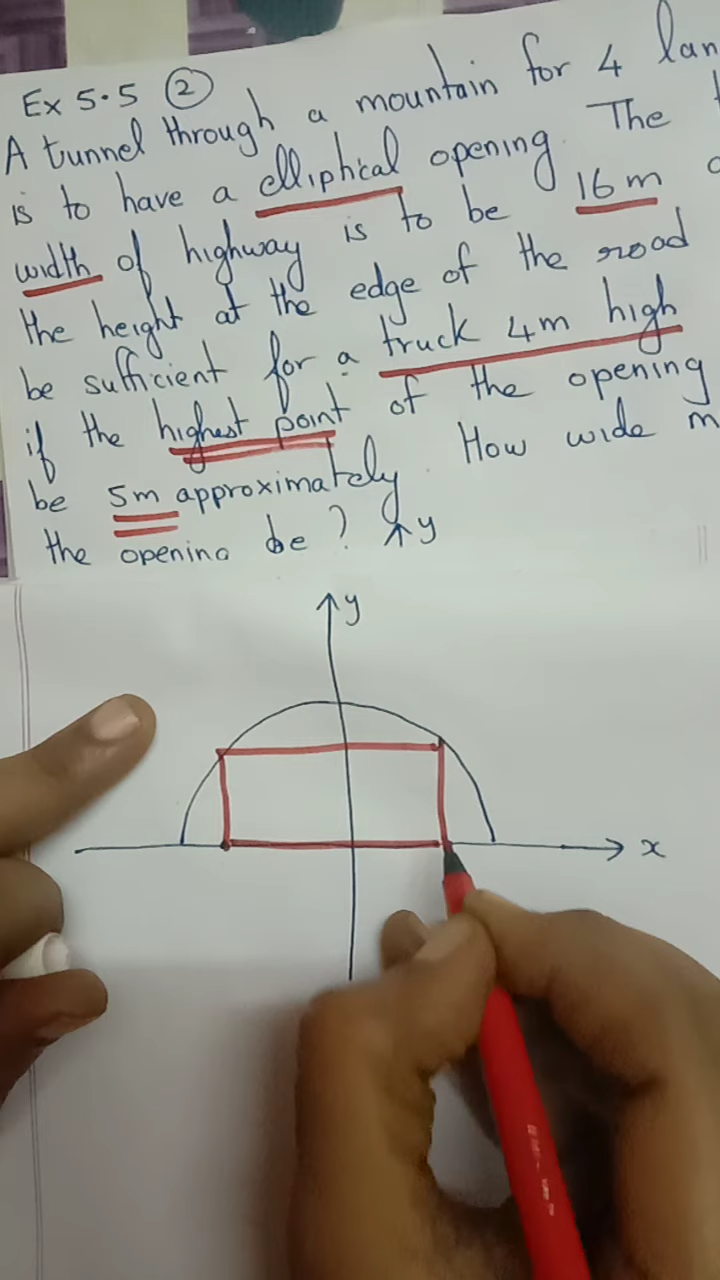 Ex 5.5 ②
A tunnel through a mountain for 4 lan
is to have a elliptical opening. The
width of highway is to be 16m
the height at the edge of the road
be sufficient for a truck 4m high
if the highest point of the opening
be 5m approximately. How wide m
the opening be? y
y
x